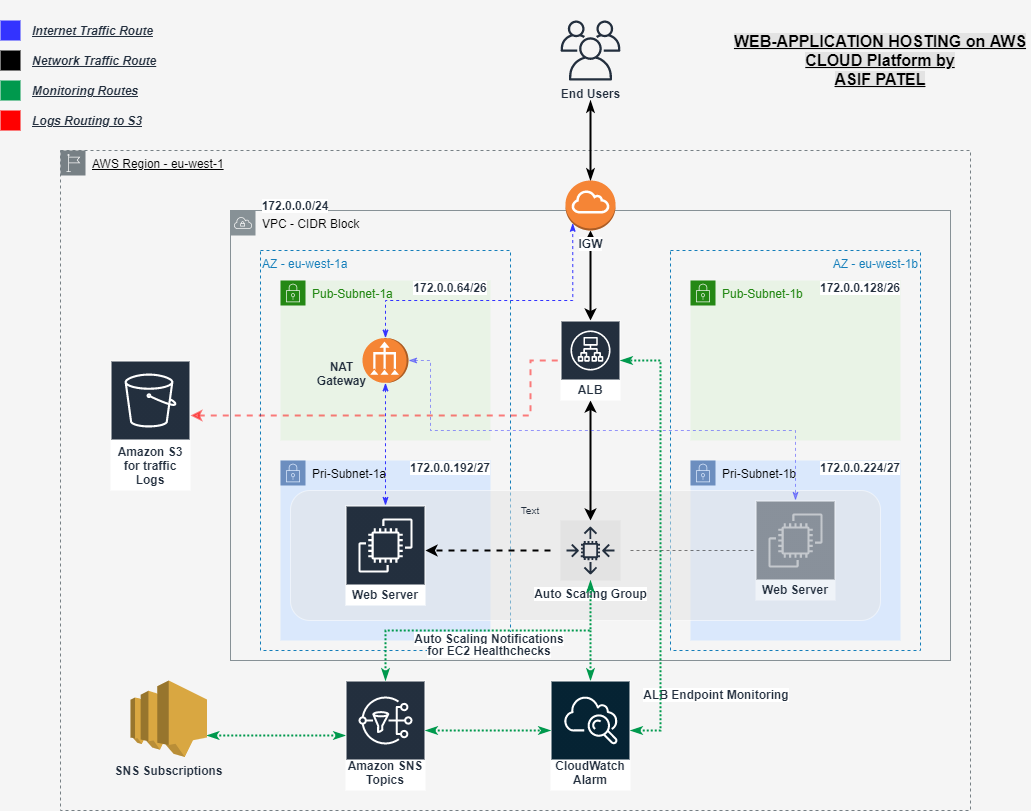 Internet Traffic Route
Network Traffic Route
Monitoring Routes
Logs Routing to S3
WEB-APPLICATION HOSTING on AWS
CLOUD Platform by
ASIF PATEL
End Users
AWS Region - eu-west-1
172.0.0.0/24
VPC - CIDR Block
IGW
AZ - eu-west-1a
AZ - eu-west-1b
Pub-Subnet-1a
172.0.0.64/26
Pub-Subnet-1b
172.0.0.128/26
NAT
Gateway
ALB
Amazon S3
for traffic
Logs
Pri-Subnet-1a
172.0.0.192/27
Pri-Subnet-1b
172.0.0.224/27
Text
Web Server
Auto Scaling Group
Web Server
Auto Scaling Notifications
for EC2 Healthchecks
ALB Endpoint Monitoring
SNS Subscriptions
Amazon SNS
Topics
CloudWatch
Alarm